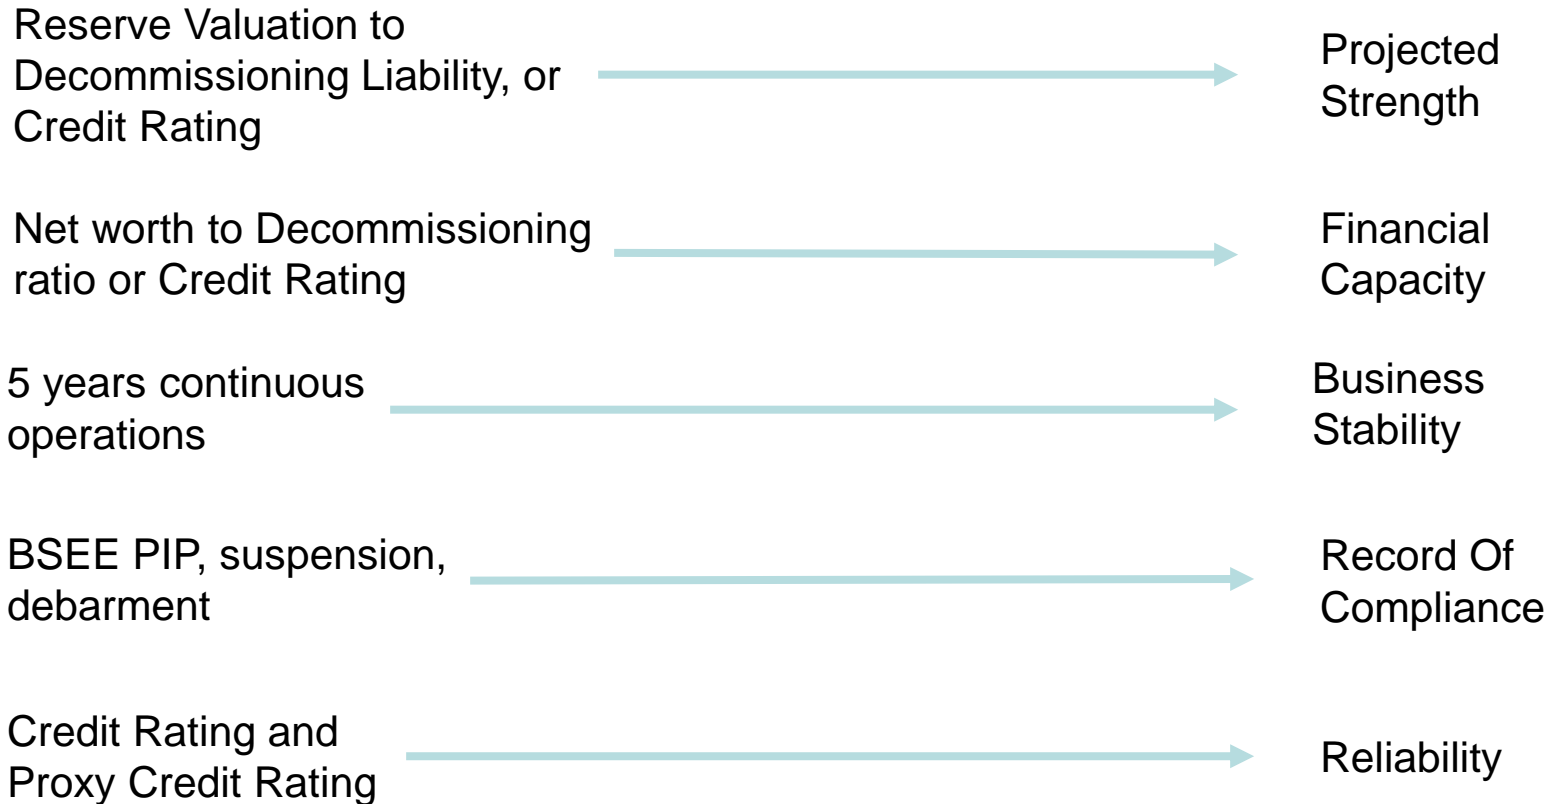 Reserve Valuation to
Decommissioning Liability, or
Credit Rating
Projected
Strength
Net worth to Decommissioning
ratio or Credit Rating
Financial
Capacity
5 years continuous
operations
Business
Stability
BSEE PIP, suspension,
debarment
Record Of
Compliance
Credit Rating and
Proxy Credit Rating
Reliability